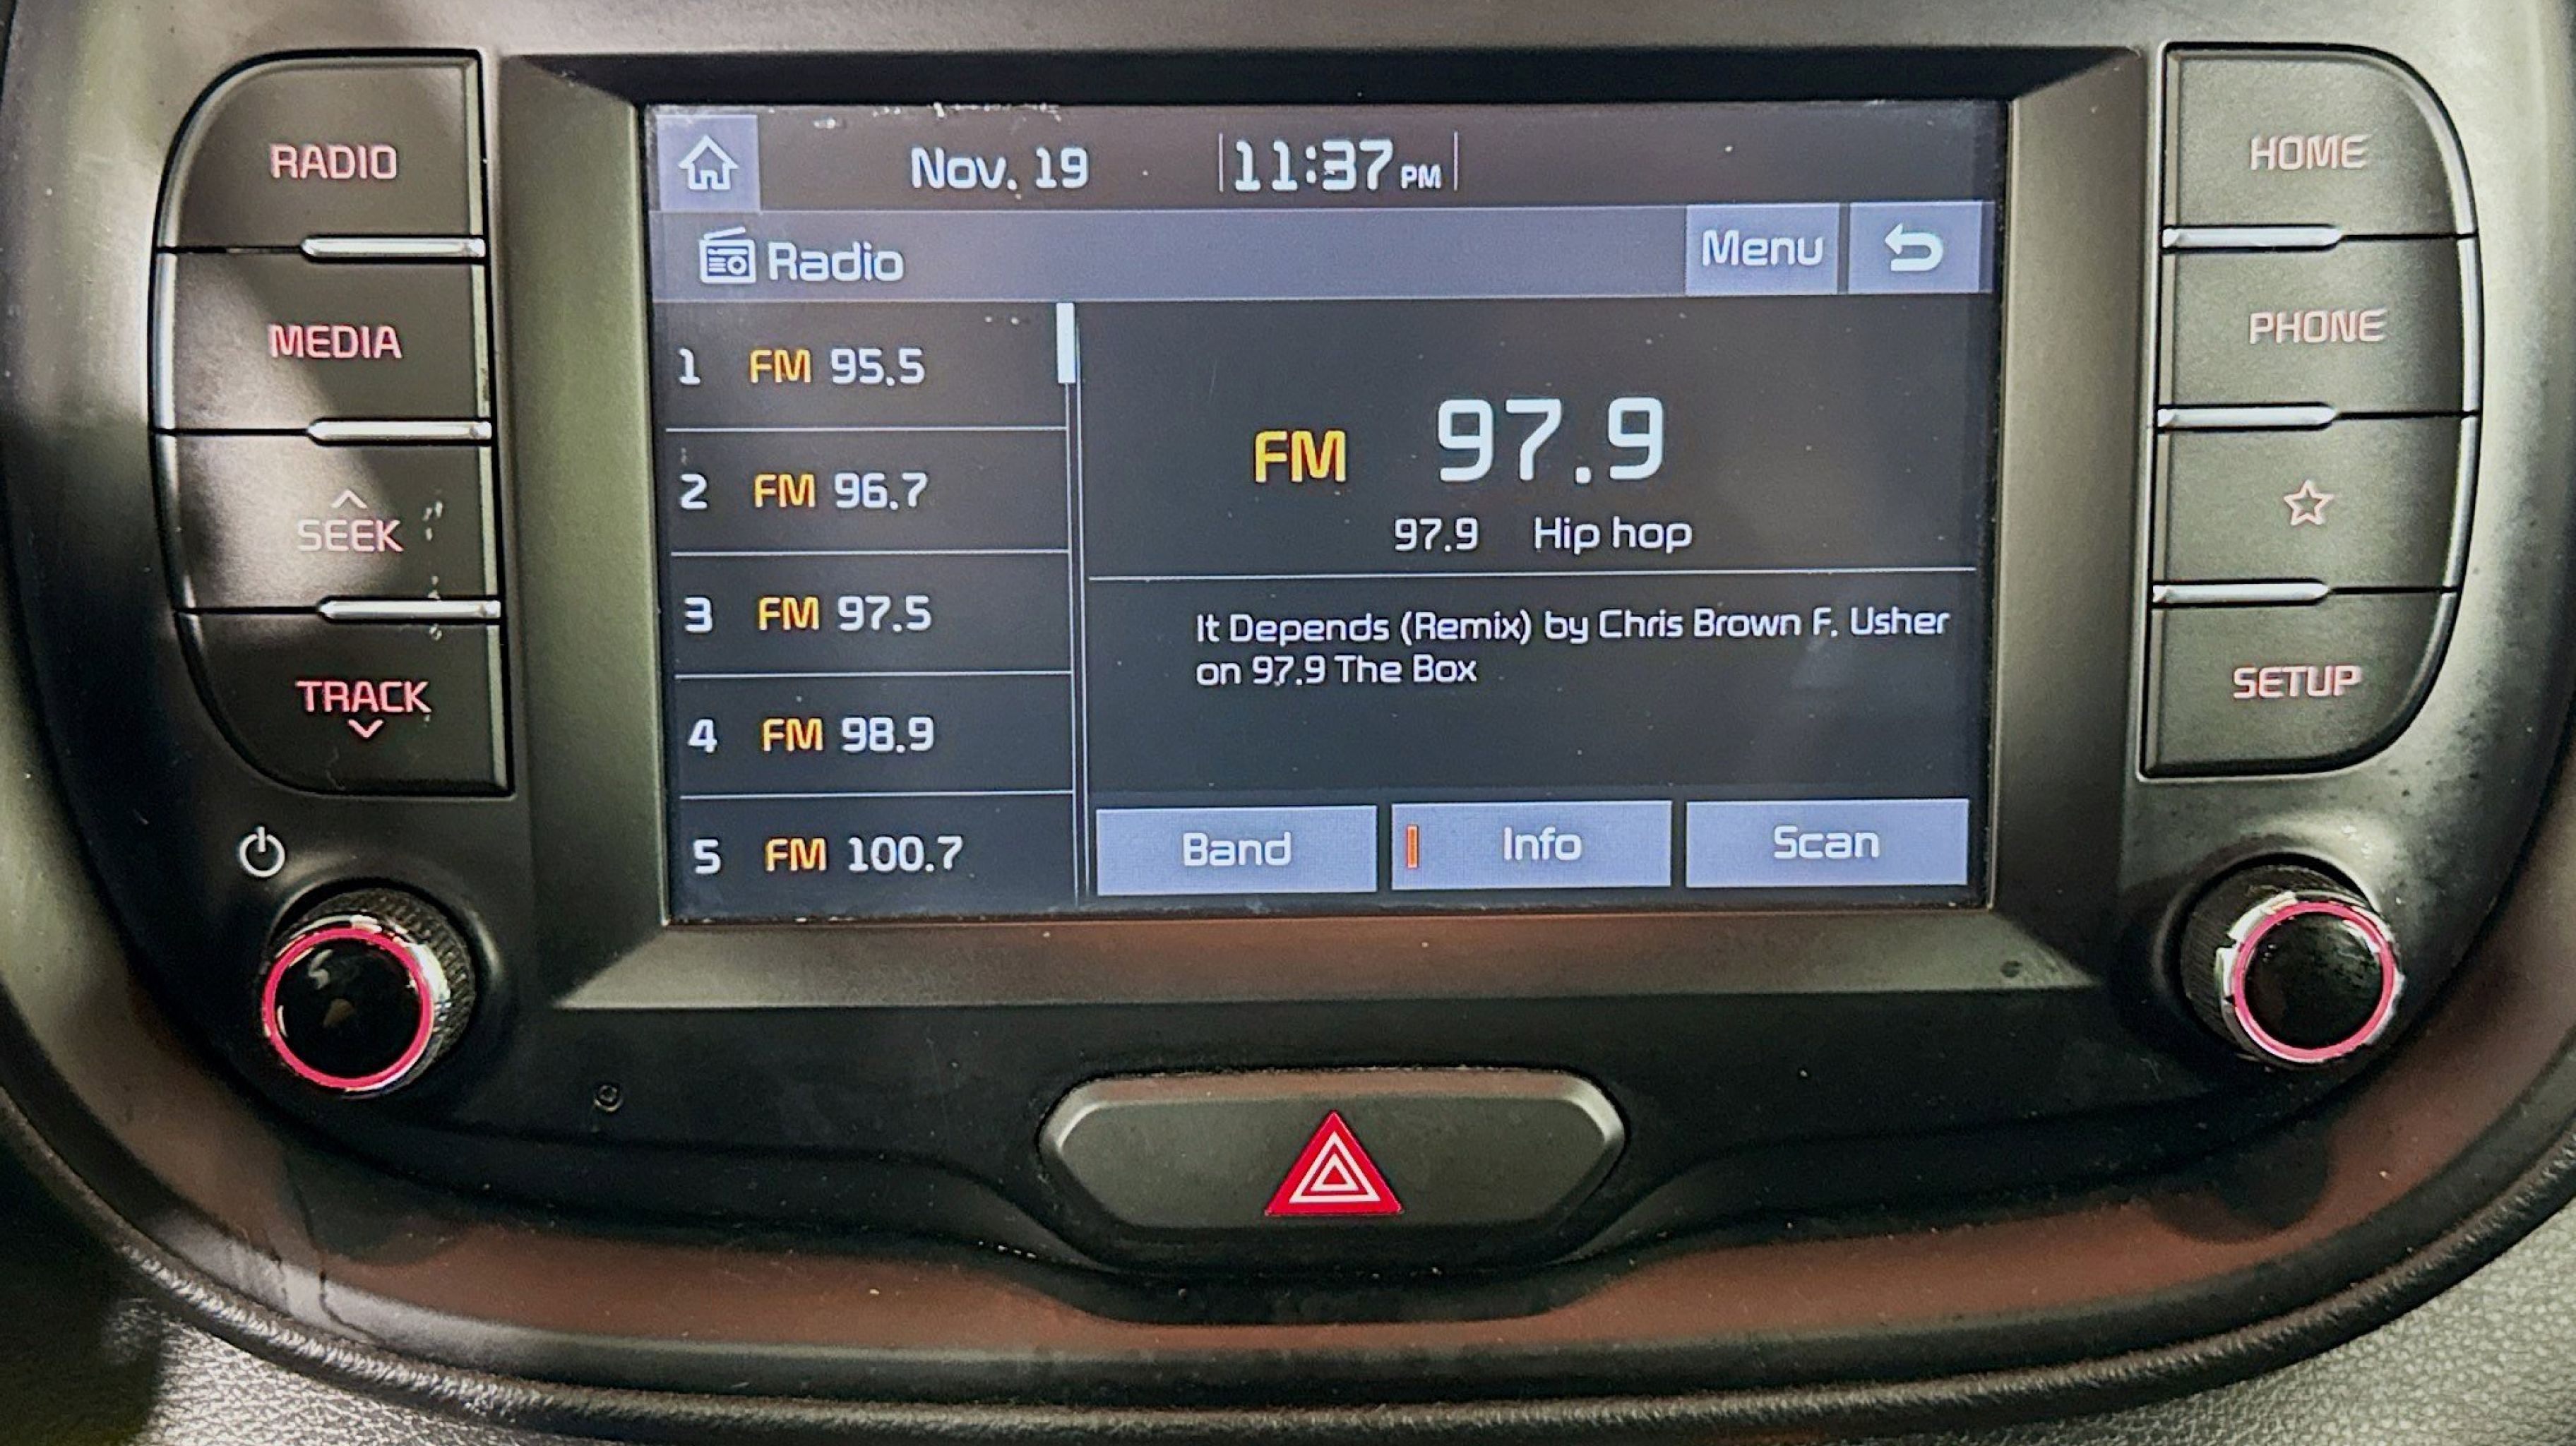 RADIO
MEDIA
SEEK
TRACK
Nov. 19 11:37 PM
Radio
Menu
1 FM 95.5
2 FM 96.7
3 FM 97.5
4 FM 98.9
5 FM 100.7
FM 97.9
97.9 Hip hop
It Depends (Remix) by Chris Brown F. Usher
on 97.9 The Box
Band Info Scan
HOME
PHONE
SETUP